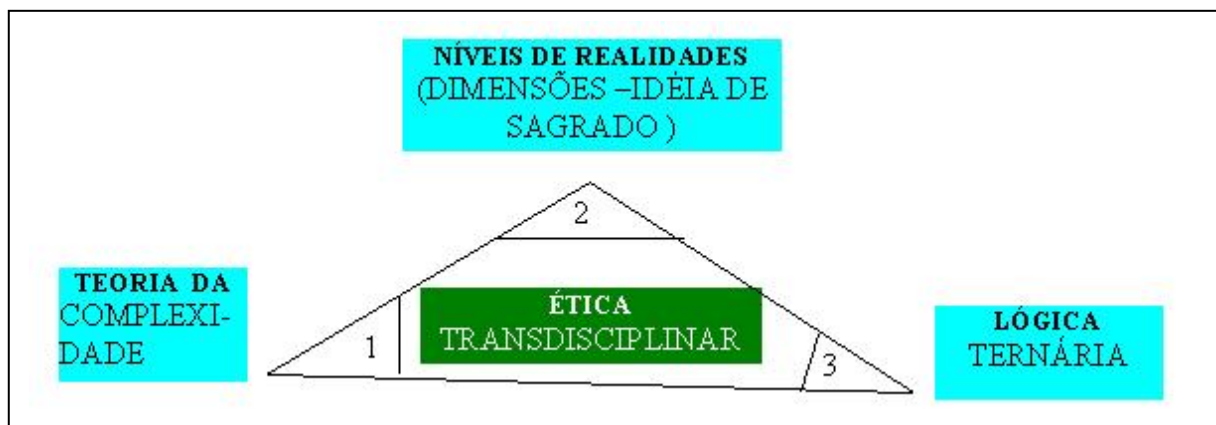 NÍVEIS DE REALIDADES
(DIMENSÕES –IDÉIA DE
SAGRADO )
2
TEORIA DA
COMPLEXI-
DADE
1
ÉTICA
TRANSDISCIPLINAR
3
LÓGICA
TERNÁRIA